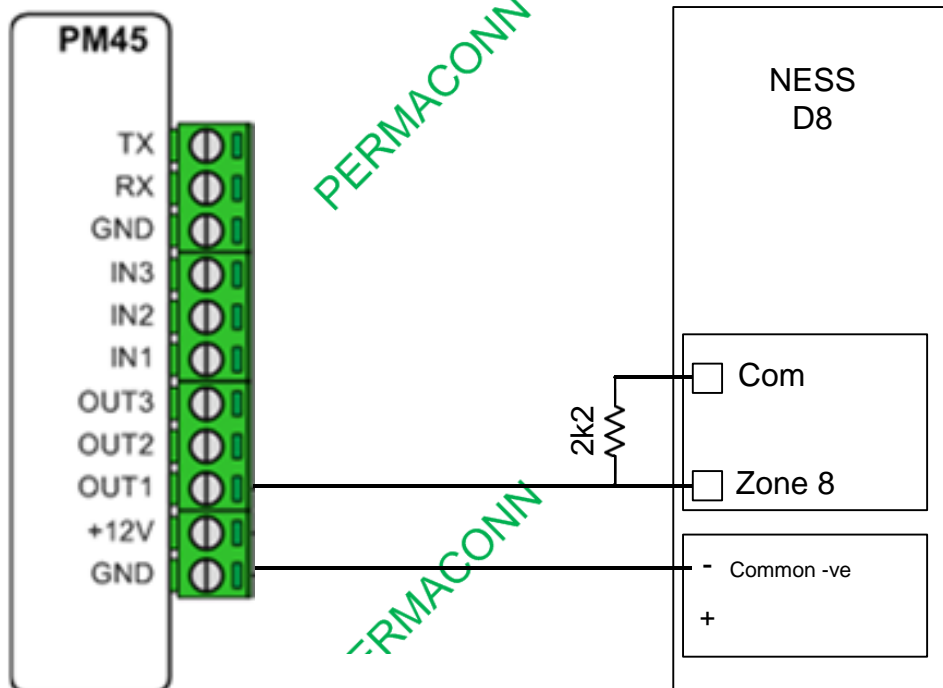 PM45
TX
RX
GND
IN3
IN2
IN1
OUT3
OUT2
OUT1
+12V
GND
PERMACONN
ERMACONN
2k2
NESS
D8
Com
Zone 8
- Common -ve
+